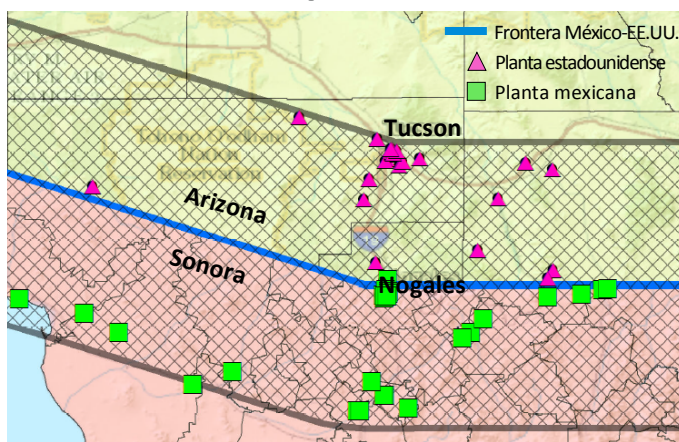 Frontera México-EE.UU.
Planta estadounidense
Planta mexicana
Tucson
Arizona
Sonora
Nogales